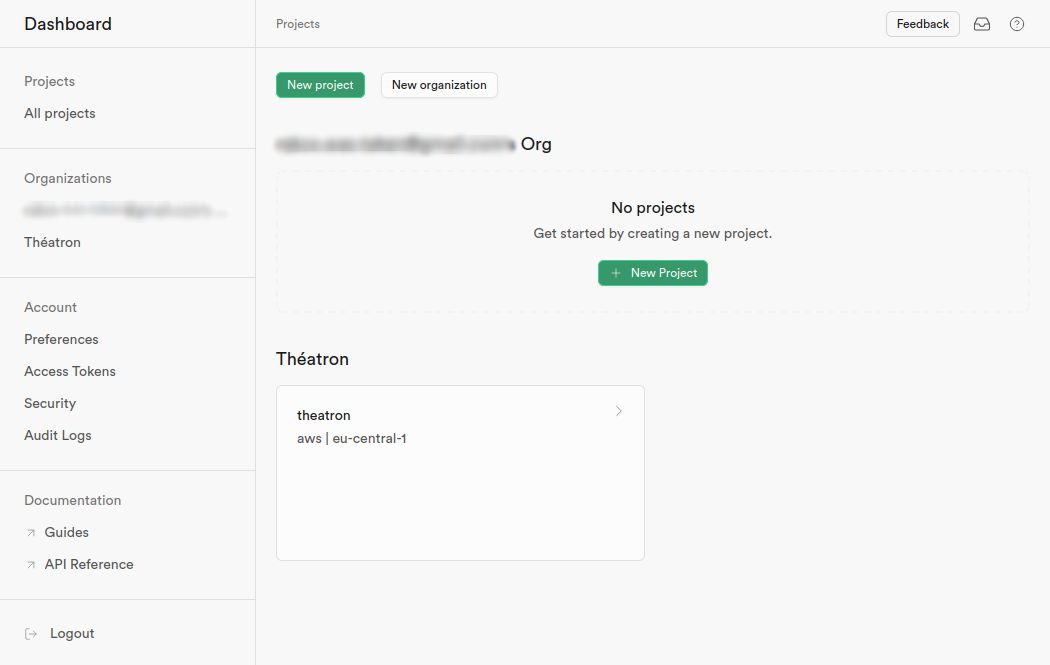 Dashboard
Projects
Feedback
Projects
All projects
Organizations
Théatron
Account
Preferences
Access Tokens
Security
Audit Logs
Documentation
Guides
API Reference
Logout
New project
New organization
Org
No projects
Get started by creating a new project.
New Project
Théatron
theatron
aws | eu-central-1